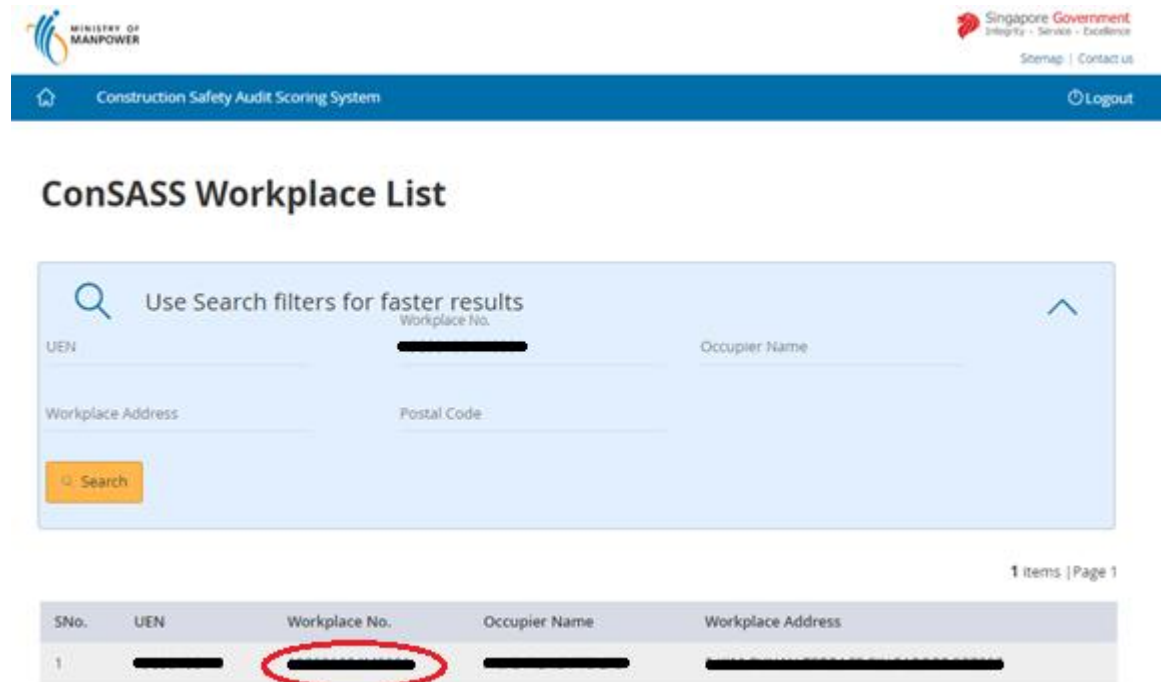 MINISTRY OF
MANPOWER
Singapore Government
Integrity - Service - Excellence
Sitemap | Contact us
Construction Safety Audit Scoring System
Logout
ConSASS Workplace List
Use Search filters for faster results
Workplace No.
UEN
Occupier Name
Workplace Address
Postal Code
Search
1 items |Page 1
SNo. UEN Workplace No. Occupier Name Workplace Address
1